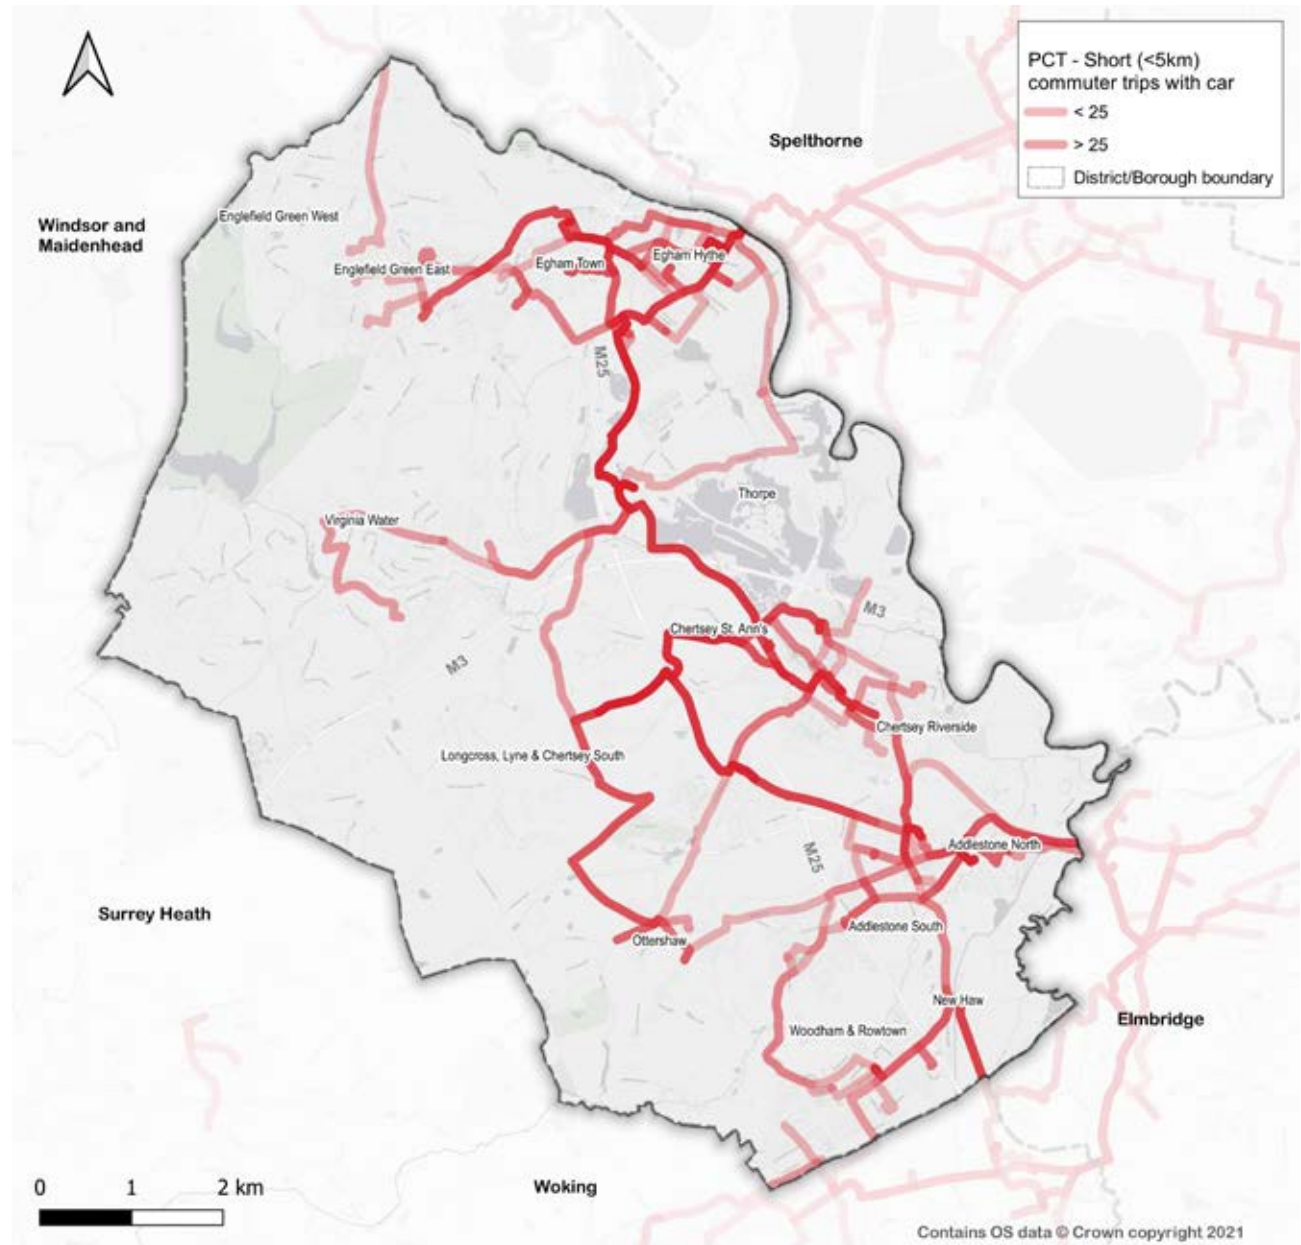 PCT - Short (<5km)
commuter trips with car
< 25
> 25
District/Borough boundary
Spelthorne
Windsor and
Maidenhead
Englefield Green West
Englefield Green East
Egham Town
Egham Hythe
M25
Thorpe
Virginia Water
M3
Chertsey St. Ann's
M3
Chertsey Riverside
Longcross, Lyne & Chertsey South
M25
Addlestone North
Surrey Heath
Ottershaw
Addlestone South
New Haw
Elmbridge
Woodham & Rowtown
0 1 2 km
Woking
Contains OS data © Crown copyright 2021